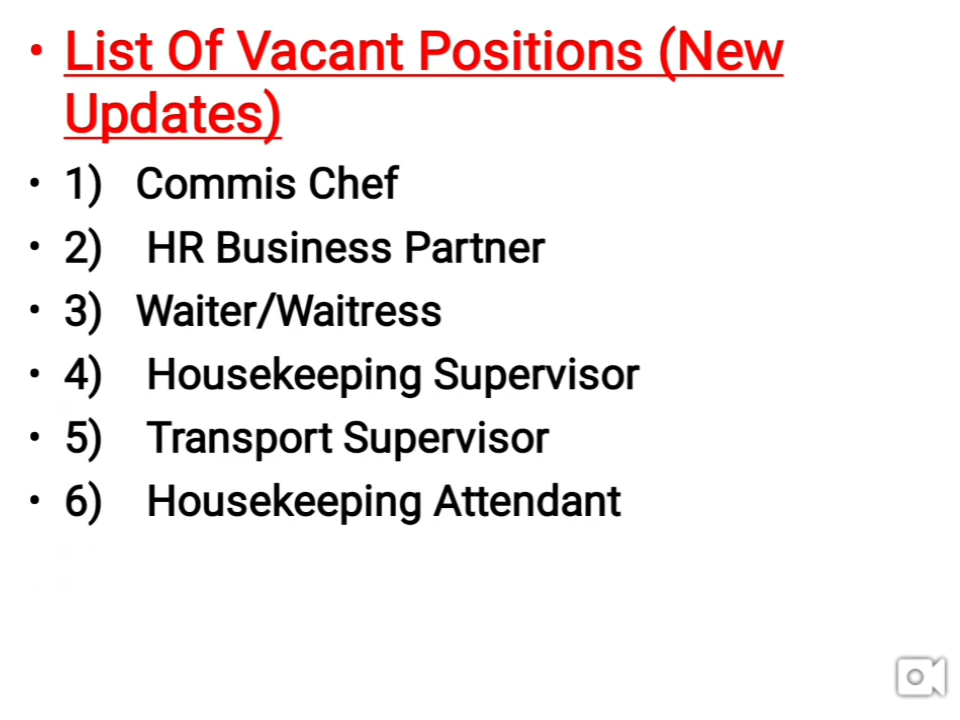 • List Of Vacant Positions (New
Updates)
• 1) Commis Chef
• 2) HR Business Partner
• 3) Waiter/Waitress
• 4) Housekeeping Supervisor
• 5) Transport Supervisor
• 6) Housekeeping Attendant